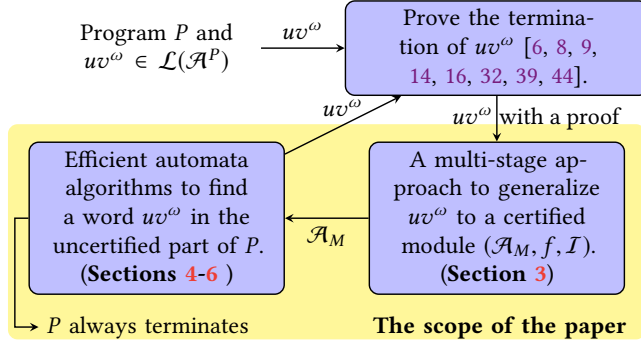 Program P and
uv^ω ∈ L(A^P)
uv^ω
Prove the termina-
tion of uv^ω [6, 8, 9,
14, 16, 32, 39, 44].
uv^ω
uv^ω with a proof
Efficient automata
algorithms to find
a word uv^ω in the
uncertified part of P.
(Sections 4-6 )
A_M
A multi-stage ap-
proach to generalize
uv^ω to a certified
module (A_M, f, I).
(Section 3)
P always terminates
The scope of the paper